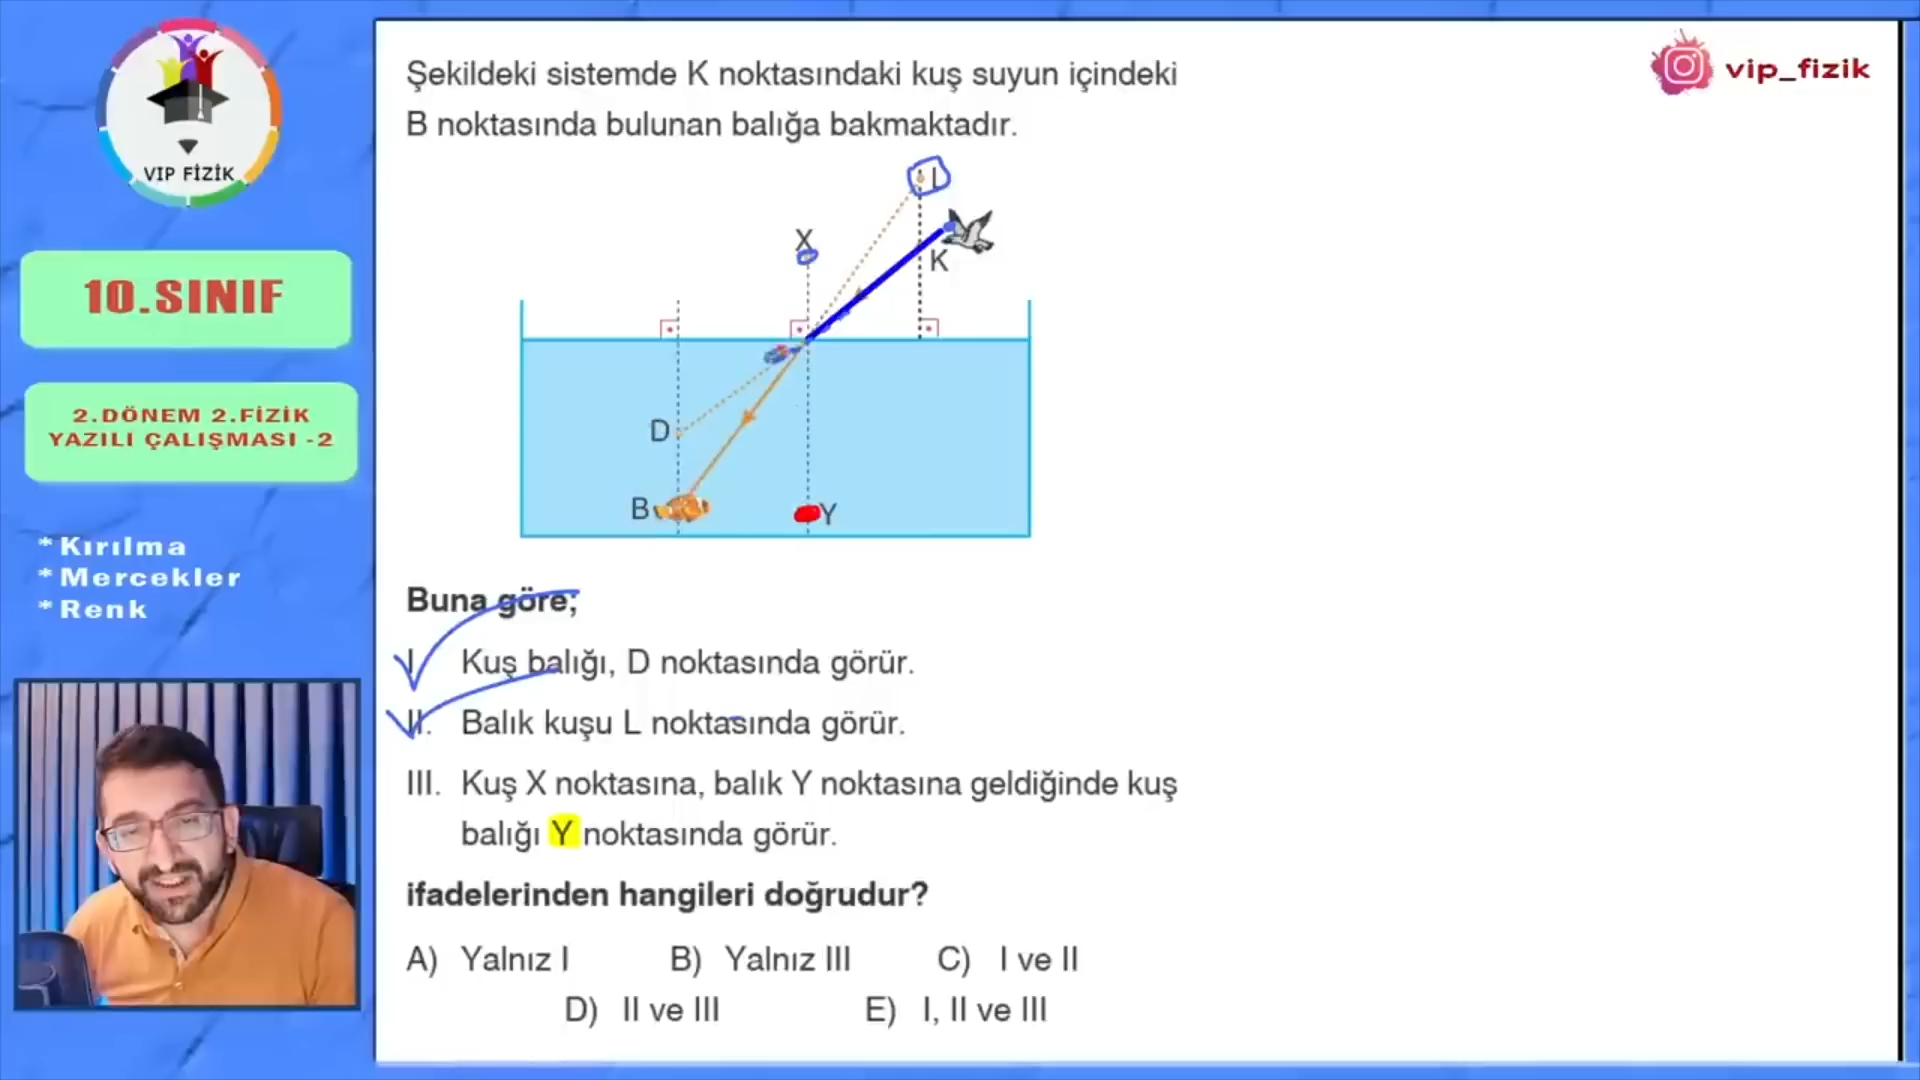 VIP FİZİK
10.SINIF
2.DÖNEM 2.FİZİK
YAZILI ÇALIŞMASI -2
* Kırılma
* Mercekler
* Renk
vip_fizik
Şekildeki sistemde K noktasındaki kuş suyun içindeki
B noktasında bulunan balığa bakmaktadır.
L
X
K
D
B
Y
Buna göre;
I. Kuş balığı, D noktasında görür.
II. Balık kuşu L noktasında görür.
III. Kuş X noktasına, balık Y noktasına geldiğinde kuş
balığı Y noktasında görür.
ifadelerinden hangileri doğrudur?
A) Yalnız I B) Yalnız III C) I ve II
D) II ve III E) I, II ve III